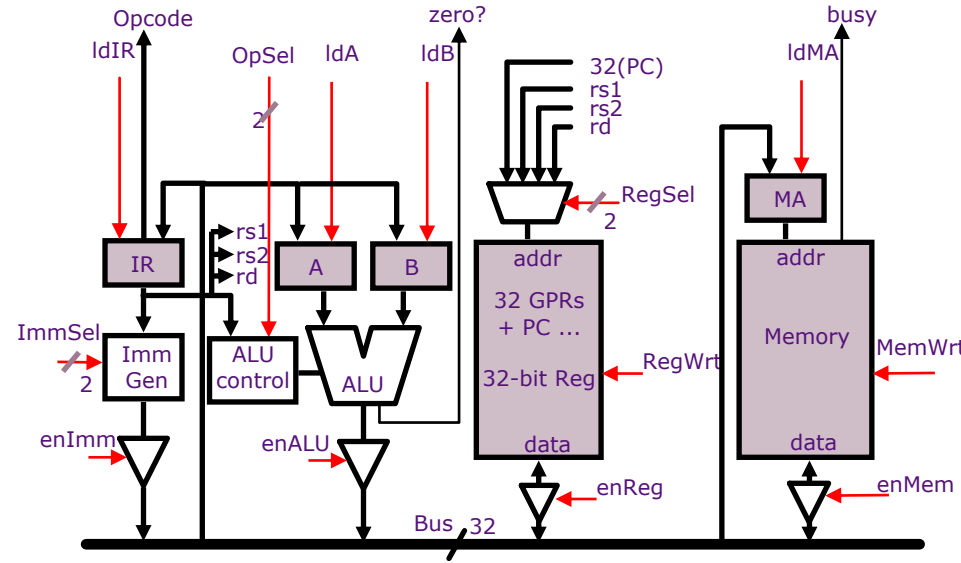 Opcode
zero?
busy
ldIR
OpSel
ldA
ldB
ldMA
32(PC)
rs1
rs2
rd
2
RegSel
2
MA
rs1
rs2
rd
IR
A
B
addr
addr
32 GPRs
+ PC ...
32-bit Reg
Memory
ImmSel
2
Imm
Gen
ALU
control
ALU
RegWrt
MemWrt
data
data
enImm
enALU
enReg
enMem
Bus
32